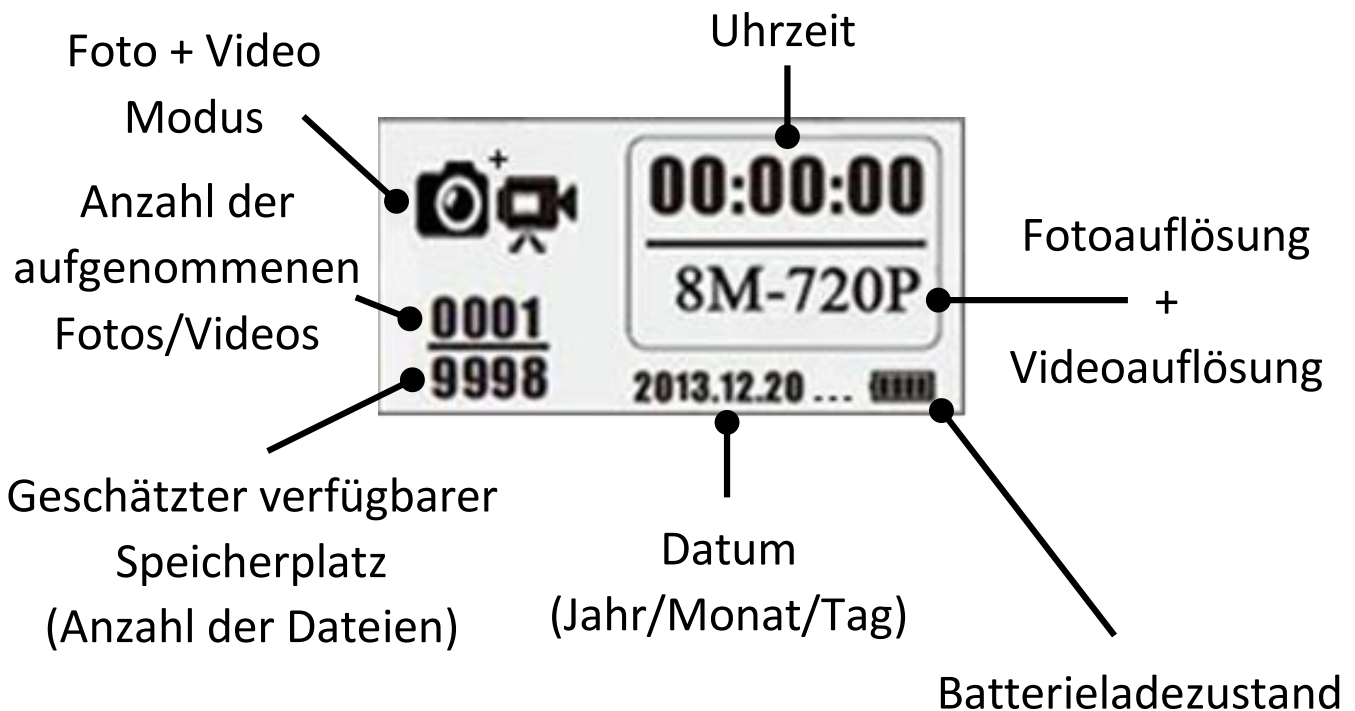 Uhrzeit
Foto + Video
Modus
Anzahl der
aufgenommenen
Fotos/Videos
+
00:00:00
8M-720P
0001
9998
2013.12.20 ...
Fotoauflösung
+
Videoauflösung
Geschätzter verfügbarer
Speicherplatz
(Anzahl der Dateien)
Datum
(Jahr/Monat/Tag)
Batterieladezustand